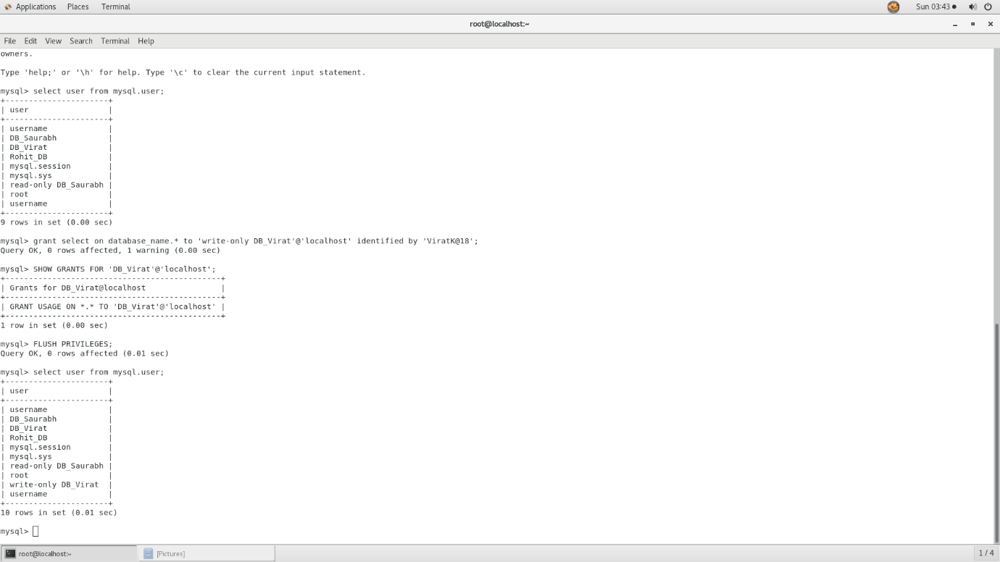 Applications Places Terminal Sun 03:43
root@localhost:~
File Edit View Search Terminal Help
owners.
Type 'help;' or '\h' for help. Type '\c' to clear the current input statement.
mysql> select user from mysql.user;
+----------------------+
| user                 |
+----------------------+
| username             |
| DB_Saurabh           |
| DB_Virat             |
| Rohit_DB             |
| mysql.session        |
| mysql.sys            |
| read-only DB_Saurabh |
| root                 |
| username             |
+----------------------+
9 rows in set (0.00 sec)
mysql> grant select on database_name.* to 'write-only DB_Virat'@'localhost' identified by 'ViratK@18';
Query OK, 0 rows affected, 1 warning (0.00 sec)
mysql> SHOW GRANTS FOR 'DB_Virat'@'localhost';
+----------------------------------------------+
| Grants for DB_Virat@localhost                |
+----------------------------------------------+
| GRANT USAGE ON *.* TO 'DB_Virat'@'localhost' |
+----------------------------------------------+
1 row in set (0.00 sec)
mysql> FLUSH PRIVILEGES;
Query OK, 0 rows affected (0.01 sec)
mysql> select user from mysql.user;
+----------------------+
| user                 |
+----------------------+
| username             |
| DB_Saurabh           |
| DB_Virat             |
| Rohit_DB             |
| mysql.session        |
| mysql.sys            |
| read-only DB_Saurabh |
| root                 |
| write-only DB_Virat  |
| username             |
+----------------------+
10 rows in set (0.01 sec)
mysql>
root@localhost:~ [Pictures] 1 / 4